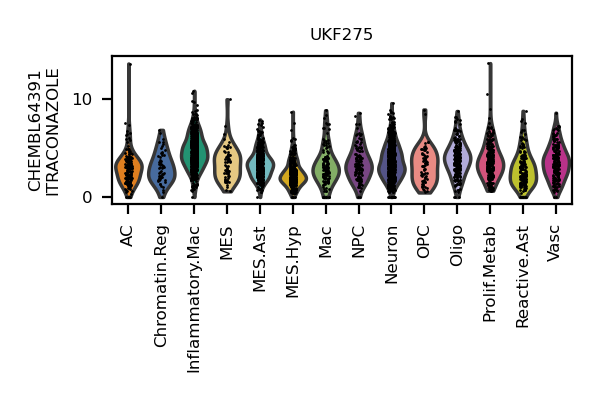 UKF275
CHEMBL64391
ITRACONAZOLE
10
0
AC
Chromatin.Reg
Inflammatory.Mac
MES
MES.Ast
MES.Hyp
Mac
NPC
Neuron
OPC
Oligo
Prolif.Metab
Reactive.Ast
Vasc